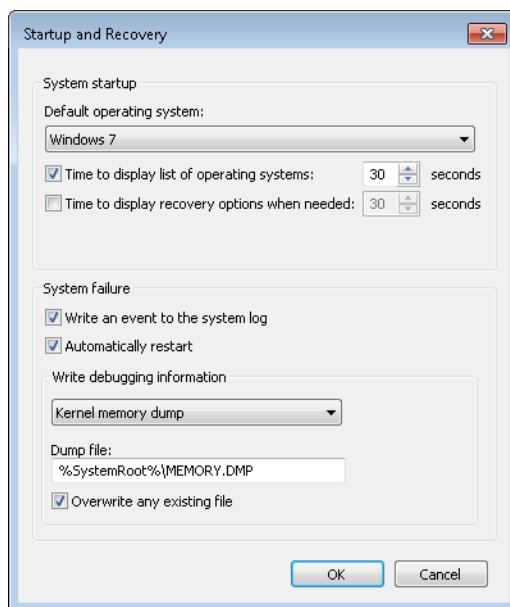 Startup and Recovery
System startup
Default operating system:
Windows 7
Time to display list of operating systems: 30 seconds
Time to display recovery options when needed: 30 seconds
System failure
Write an event to the system log
Automatically restart
Write debugging information
Kernel memory dump
Dump file:
%SystemRoot%\MEMORY.DMP
Overwrite any existing file
OK Cancel